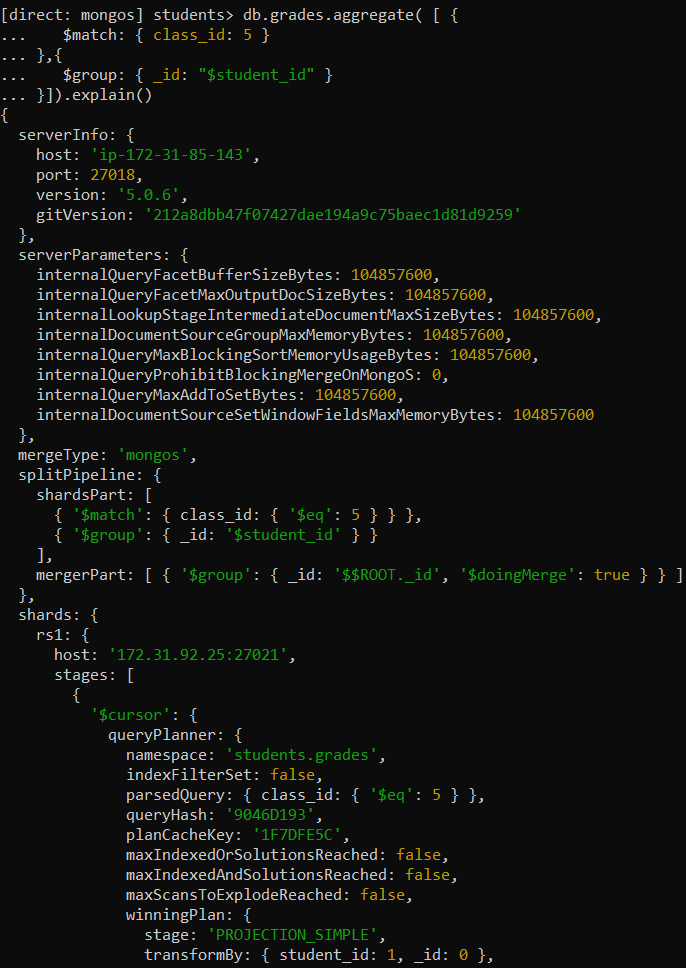 [direct: mongos] students> db.grades.aggregate( [ {
...    $match: { class_id: 5 }
... },{
...    $group: { _id: "$student_id" }
... }]).explain()
{
  serverInfo: {
    host: 'ip-172-31-85-143',
    port: 27018,
    version: '5.0.6',
    gitVersion: '212a8dbb47f07427dae194a9c75baec1d81d9259'
  },
  serverParameters: {
    internalQueryFacetBufferSizeBytes: 104857600,
    internalQueryFacetMaxOutputDocSizeBytes: 104857600,
    internalLookupStageIntermediateDocumentMaxSizeBytes: 104857600,
    internalDocumentSourceGroupMaxMemoryBytes: 104857600,
    internalQueryMaxBlockingSortMemoryUsageBytes: 104857600,
    internalQueryProhibitBlockingMergeOnMongoS: 0,
    internalQueryMaxAddToSetBytes: 104857600,
    internalDocumentSourceSetWindowFieldsMaxMemoryBytes: 104857600
  },
  mergeType: 'mongos',
  splitPipeline: {
    shardsPart: [
      { '$match': { class_id: { '$eq': 5 } } },
      { '$group': { _id: '$student_id' } }
    ],
    mergerPart: [ { '$group': { _id: '$$ROOT._id', '$doingMerge': true } } ]
  },
  shards: {
    rs1: {
      host: '172.31.92.25:27021',
      stages: [
        {
          '$cursor': {
            queryPlanner: {
              namespace: 'students.grades',
              indexFilterSet: false,
              parsedQuery: { class_id: { '$eq': 5 } },
              queryHash: '9046D193',
              planCacheKey: '1F7DFE5C',
              maxIndexedOrSolutionsReached: false,
              maxIndexedAndSolutionsReached: false,
              maxScansToExplodeReached: false,
              winningPlan: {
                stage: 'PROJECTION_SIMPLE',
                transformBy: { student_id: 1, _id: 0 },